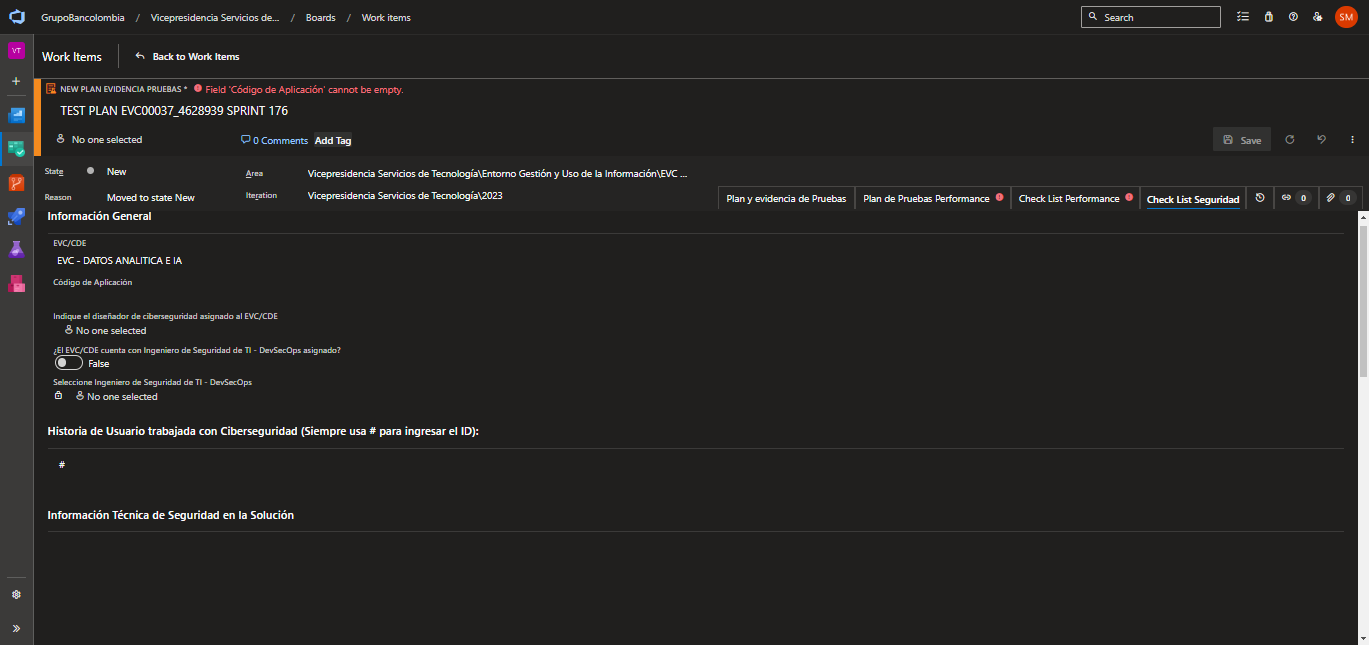 GrupoBancolombia / Vicepresidencia Servicios de... / Boards / Work items
Search
SM
VT
Work Items
Back to Work Items
NEW PLAN EVIDENCIA PRUEBAS * Field 'Código de Aplicación' cannot be empty.
TEST PLAN EVC00037_4628939 SPRINT 176
No one selected
0 Comments
Add Tag
Save
State
New
Area
Vicepresidencia Servicios de Tecnología\Entorno Gestión y Uso de la Información\EVC ...
Reason
Moved to state New
Iteration
Vicepresidencia Servicios de Tecnología\2023
Plan y evidencia de Pruebas
Plan de Pruebas Performance
Check List Performance
Check List Seguridad
0
0
Información General
EVC/CDE
EVC - DATOS ANALITICA E IA
Código de Aplicación
Indique el diseñador de ciberseguridad asignado al EVC/CDE
No one selected
¿El EVC/CDE cuenta con Ingeniero de Seguridad de TI - DevSecOps asignado?
False
Seleccione Ingeniero de Seguridad de TI - DevSecOps
No one selected
Historia de Usuario trabajada con Ciberseguridad (Siempre usa # para ingresar el ID):
#
Información Técnica de Seguridad en la Solución